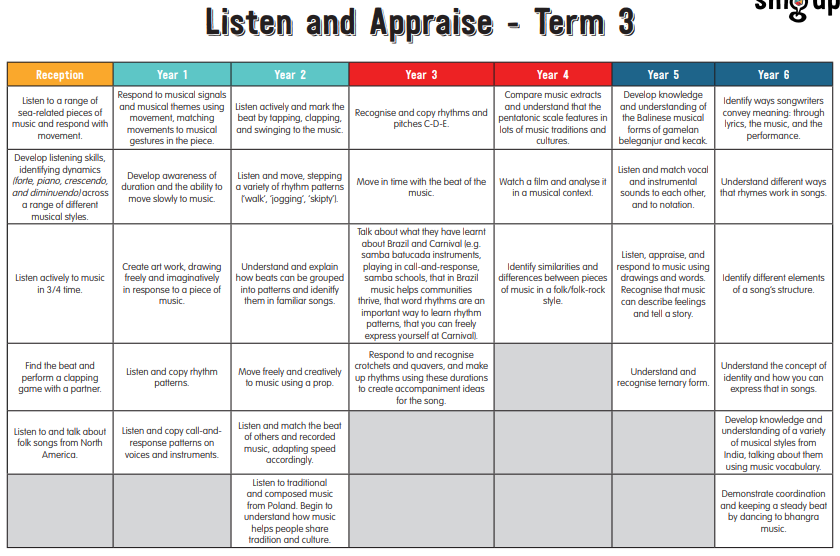 Listen and Appraise - Term 3
Reception
Year 1
Year 2
Year 3
Year 4
Year 5
Year 6
Listen to a range of
sea-related pieces of
music and respond with
movement.
Respond to musical signals
and musical themes using
movement, matching
movements to musical
gestures in the piece.
Listen actively and mark the
beat by tapping, clapping,
and swinging to the music.
Recognise and copy rhythms and
pitches C-D-E.
Compare music extracts
and understand that the
pentatonic scale features in
lots of music traditions and
cultures.
Develop knowledge
and understanding of
the Balinese musical
forms of gamelan
beleganjur and kecak.
Identify ways songwriters
convey meaning: through
lyrics, the music, and the
performance.
Develop listening skills,
identifying dynamics
(forte, piano, crescendo,
and diminuendo) across
a range of different
musical styles.
Develop awareness of
duration and the ability to
move slowly to music.
Listen and move, stepping
a variety of rhythm patterns
('walk', 'jogging', 'skipty').
Move in time with the beat of the
music.
Watch a film and analyse it
in a musical context.
Listen and match vocal
and instrumental
sounds to each other,
and to notation.
Understand different ways
that rhymes work in songs.
Listen actively to music
in 3/4 time.
Create art work, drawing
freely and imaginatively
in response to a piece of
music.
Understand and explain
how beats can be grouped
into patterns and idenitfy
them in familiar songs.
Talk about what they have learnt
about Brazil and Carnival (e.g.
samba batucada instruments,
playing in call-and-response,
samba schools, that in Brazil
music helps communities
thrive, that word rhythms are an
important way to learn rhythm
patterns, that you can freely
express yourself at Carnival).
Identify similarities and
differences between pieces
of music in a folk/folk-rock
style.
Listen, appraise, and
respond to music using
drawings and words.
Recognise that music
can describe feelings
and tell a story.
Identify different elements
of a song's structure.
Find the beat and
perform a clapping
game with a partner.
Listen and copy rhythm
patterns.
Move freely and creatively
to music using a prop.
Respond to and recognise
crotchets and quavers, and make
up rhythms using these durations
to create accompaniment ideas
for the song.
Understand and
recognise ternary form.
Understand the concept of
identity and how you can
express that in songs.
Listen to and talk about
folk songs from North
America.
Listen and copy call-and-
response patterns on
voices and instruments.
Listen and match the beat
of others and recorded
music, adapting speed
accordingly.
Develop knowledge and
understanding of a variety
of musical styles from
India, talking about them
using music vocabulary.
Listen to traditional
and composed music
from Poland. Begin to
understand how music
helps people share
tradition and culture.
Demonstrate coordination
and keeping a steady beat
by dancing to bhangra
music.